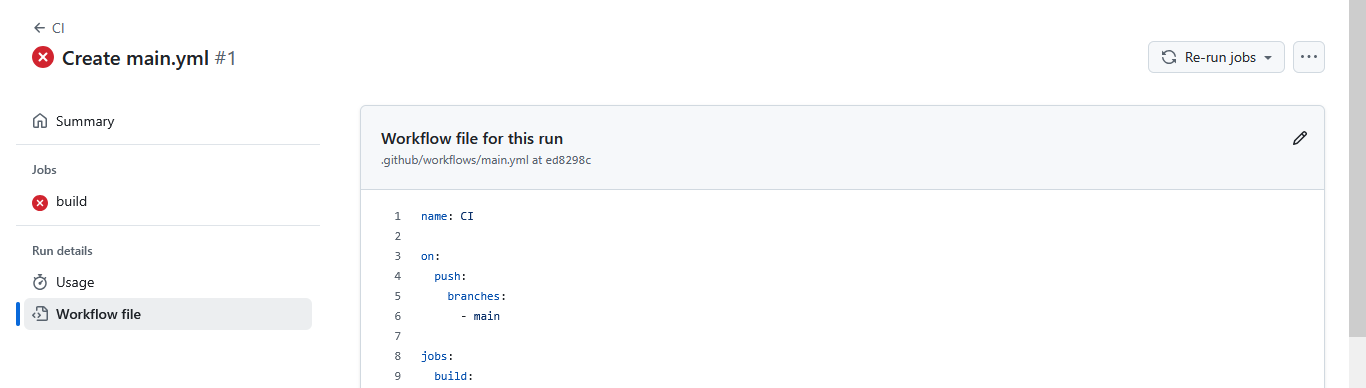 ← CI
Create main.yml #1
Re-run jobs
Summary
Jobs
build
Run details
Usage
Workflow file
Workflow file for this run
.github/workflows/main.yml at ed8298c
1 name: CI
2
3 on:
4   push:
5     branches:
6       - main
7
8 jobs:
9   build: